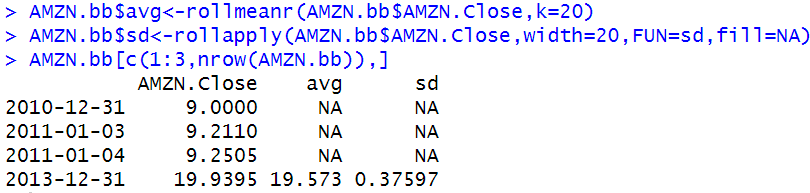 > AMZN.bb$avg<-rollmeanr(AMZN.bb$AMZN.Close,k=20)
> AMZN.bb$sd<-rollapply(AMZN.bb$AMZN.Close,width=20,FUN=sd,fill=NA)
> AMZN.bb[c(1:3,nrow(AMZN.bb)),]
AMZN.Close avg sd
2010-12-31 9.0000 NA NA
2011-01-03 9.2110 NA NA
2011-01-04 9.2505 NA NA
2013-12-31 19.9395 19.573 0.37597